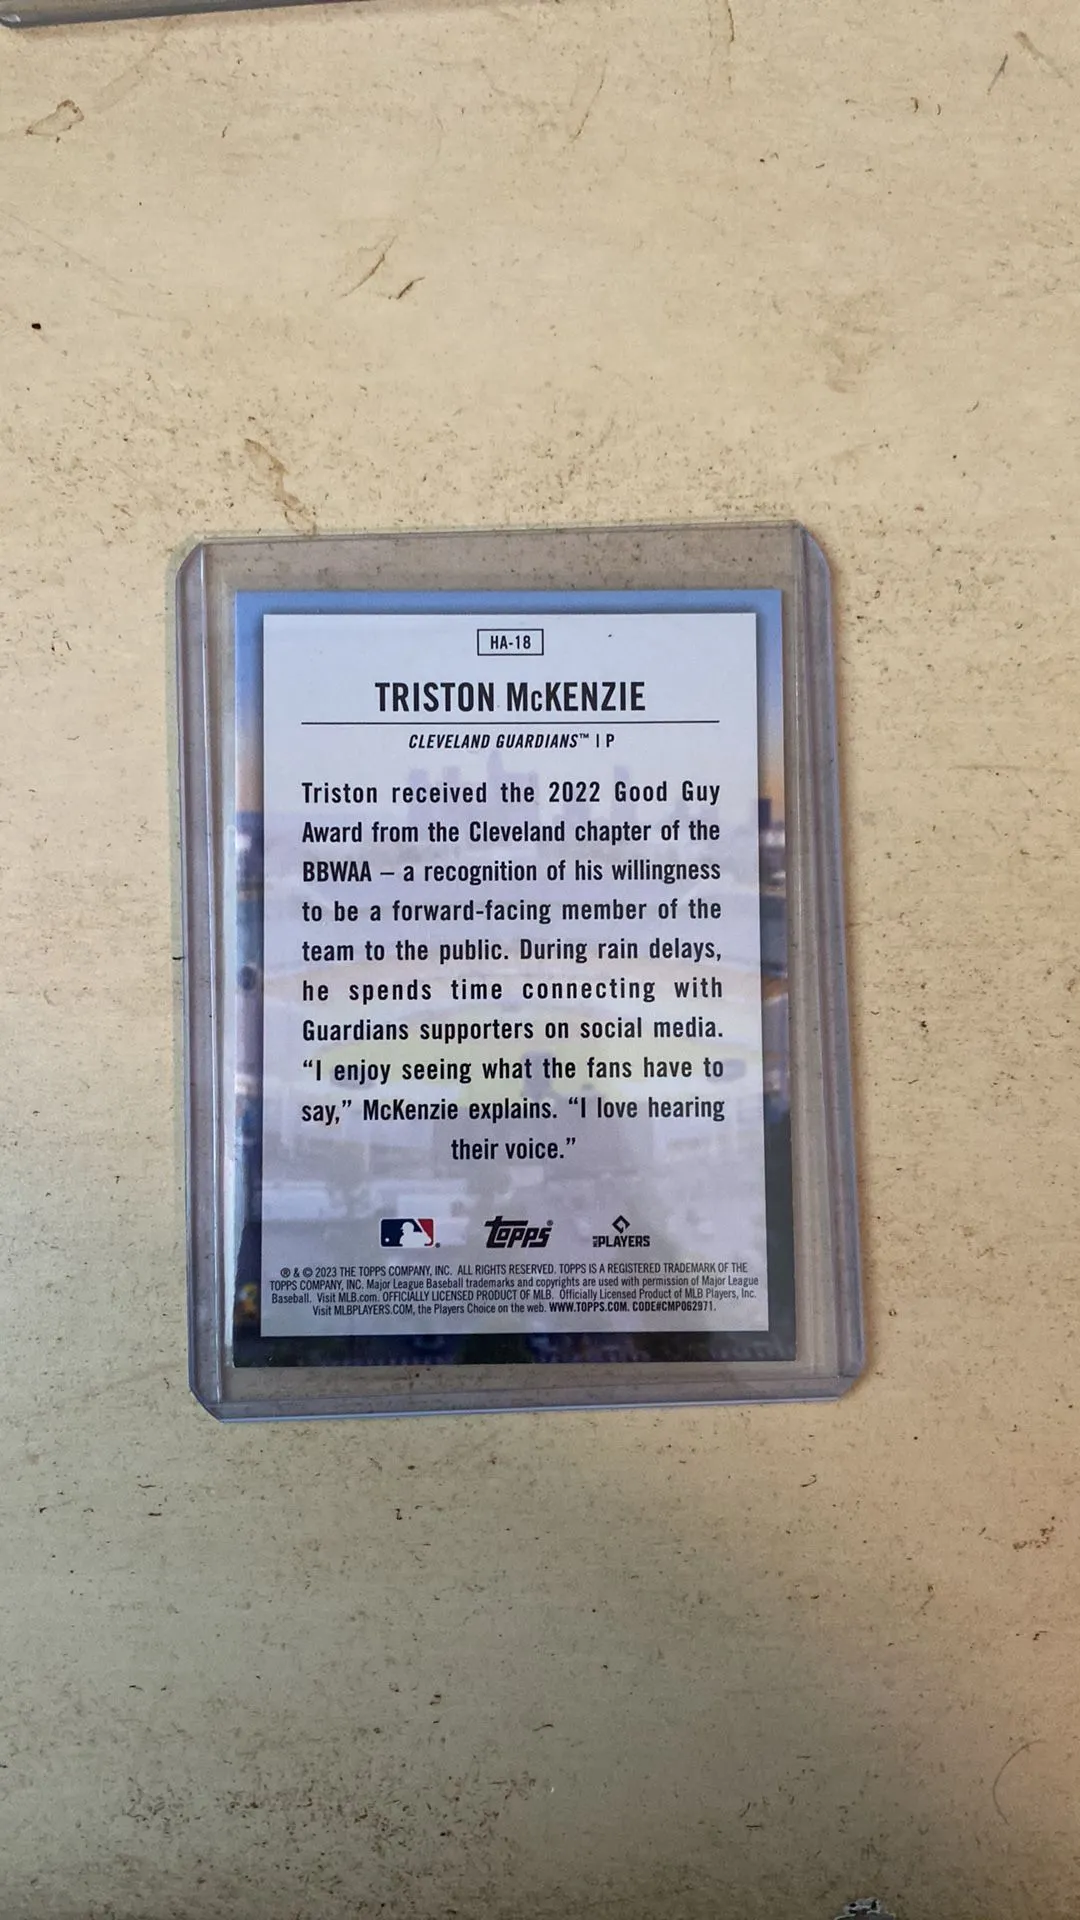 HA-18
TRISTON McKENZIE
CLEVELAND GUARDIANS™ | P
Triston received the 2022 Good Guy
Award from the Cleveland chapter of the
BBWAA – a recognition of his willingness
to be a forward-facing member of the
team to the public. During rain delays,
he spends time connecting with
Guardians supporters on social media.
“I enjoy seeing what the fans have to
say,” McKenzie explains. “I love hearing
their voice.”
topps® MLB PLAYERS
® & © 2023 THE TOPPS COMPANY, INC. ALL RIGHTS RESERVED. TOPPS IS A REGISTERED TRADEMARK OF THE
TOPPS COMPANY, INC. Major League Baseball trademarks and copyrights are used with permission of Major League
Baseball. Visit MLB.com. OFFICIALLY LICENSED PRODUCT OF MLB. Officially Licensed Product of MLB Players, Inc.
Visit MLBPLAYERS.COM, the Players Choice on the web. WWW.TOPPS.COM. CODE#CMP062971.